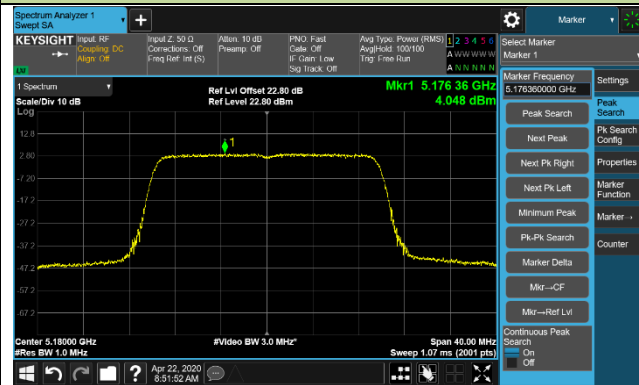 Spectrum Analyzer 1
Swept SA
Marker
KEYSIGHT
Input: RF
Coupling: DC
Align: Off
Input Z: 50 Ω
Corrections: Off
Freq Ref: Int (S)
Atten: 10 dB
Preamp: Off
PNO: Fast
Gate: Off
IF Gain: Low
Sig Track: Off
Avg Type: Power (RMS)
Avg|Hold: 100/100
Trig: Free Run
1 2 3 4 5 6
A W W W W W
A N N N N N
LXI
Select Marker
Marker 1
1 Spectrum
Scale/Div 10 dB
Log
Ref Lvl Offset 22.80 dB
Ref Level 22.80 dBm
Mkr1 5.176 36 GHz
4.048 dBm
1
12.8
2.80
-7.20
-17.2
-27.2
-37.2
-47.2
-57.2
-67.2
Center 5.18000 GHz
#Res BW 1.0 MHz
#Video BW 3.0 MHz*
Span 40.00 MHz
Sweep 1.07 ms (2001 pts)
Marker Frequency
5.176360000 GHz
Peak Search
Next Peak
Next Pk Right
Next Pk Left
Minimum Peak
Pk-Pk Search
Marker Delta
Mkr→CF
Mkr→Ref Lvl
Continuous Peak
Search
On
Off
Settings
Peak
Search
Pk Search
Config
Properties
Marker
Function
Marker→
Counter
?
Apr 22, 2020
8:51:52 AM